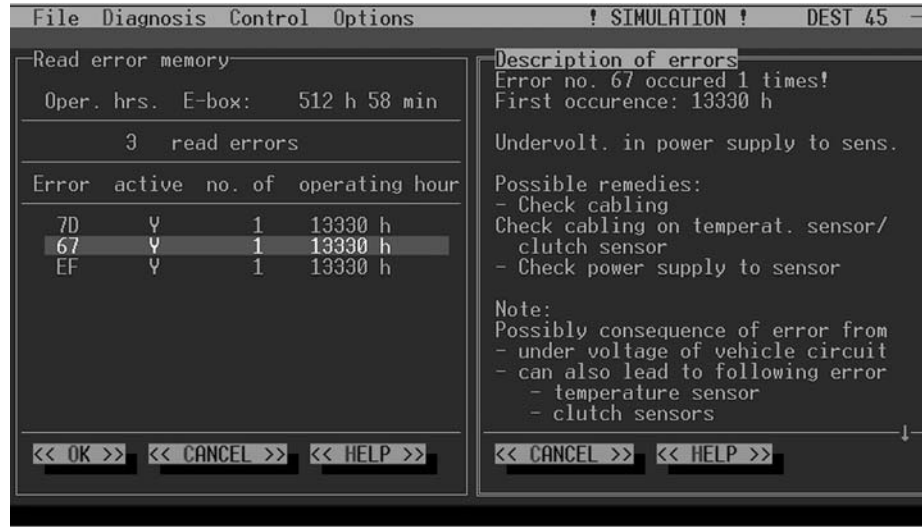 File Diagnosis Control Options ! SIMULATION ! DEST 45
Read error memory
Oper. hrs. E-box: 512 h 58 min
3 read errors
Error active no. of operating hour
7D Y 1 13330 h
67 Y 1 13330 h
EF Y 1 13330 h
<< OK >> << CANCEL >> << HELP >>
Description of errors
Error no. 67 occured 1 times!
First occurence: 13330 h
Undervolt. in power supply to sens.
Possible remedies:
- Check cabling
Check cabling on temperat. sensor/
clutch sensor
- Check power supply to sensor
Note:
Possibly consequence of error from
- under voltage of vehicle circuit
- can also lead to following error
- temperature sensor
- clutch sensors
<< CANCEL >> << HELP >>